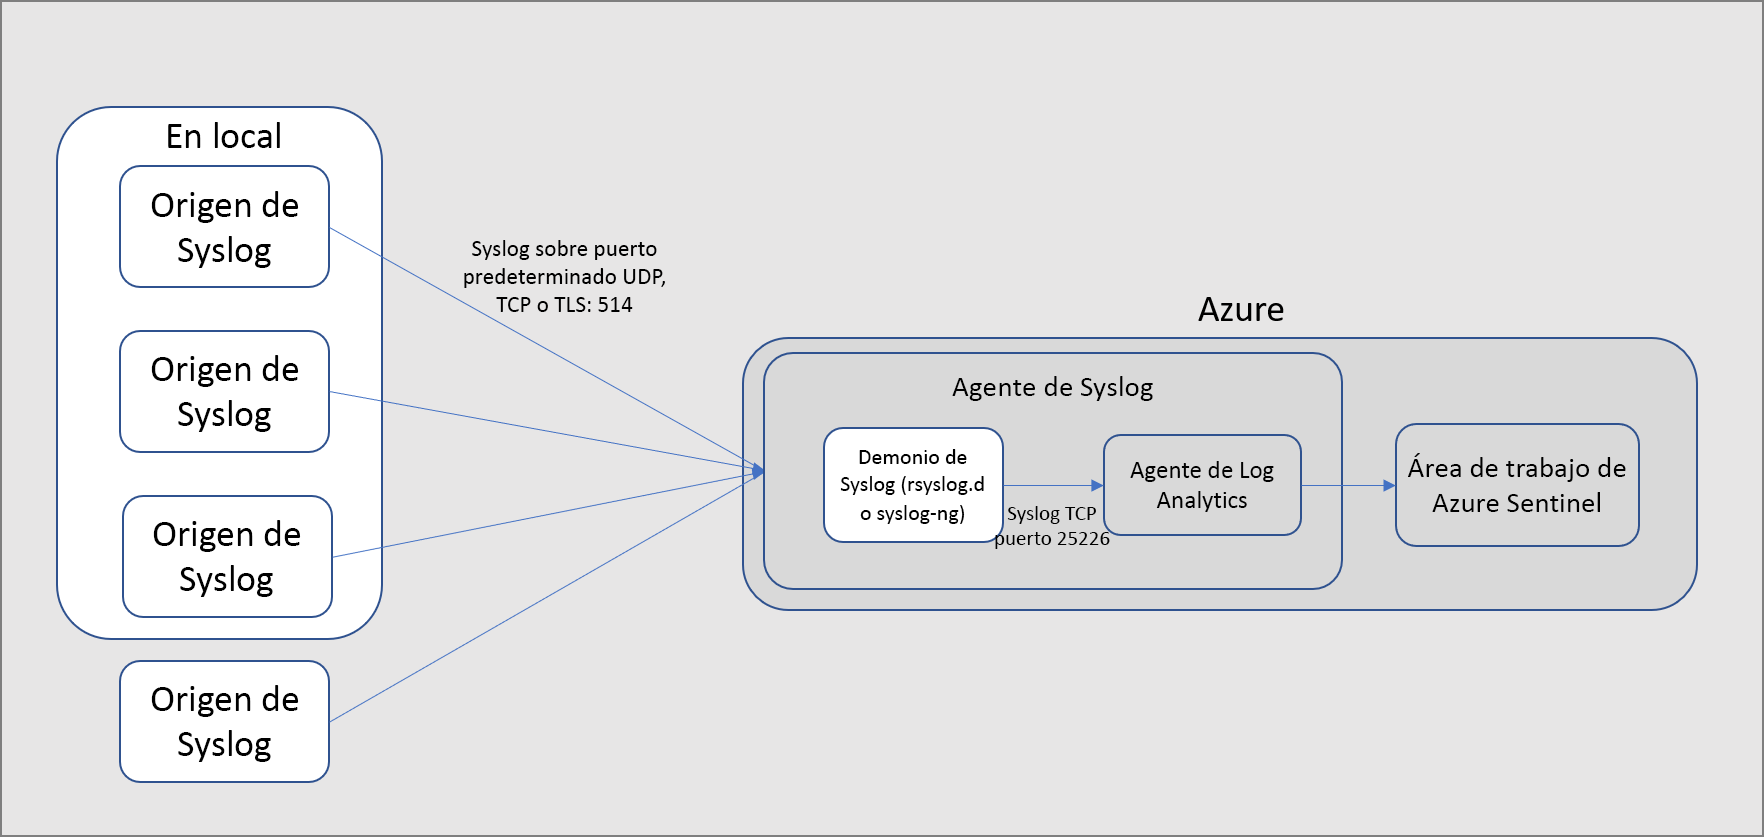 En local
Origen de
Syslog
Origen de
Syslog
Origen de
Syslog
Origen de
Syslog
Syslog sobre puerto
predeterminado UDP,
TCP o TLS: 514
Azure
Agente de Syslog
Demonio de
Syslog (rsyslog.d
o syslog-ng)
Syslog TCP
puerto 25226
Agente de Log
Analytics
Área de trabajo de
Azure Sentinel